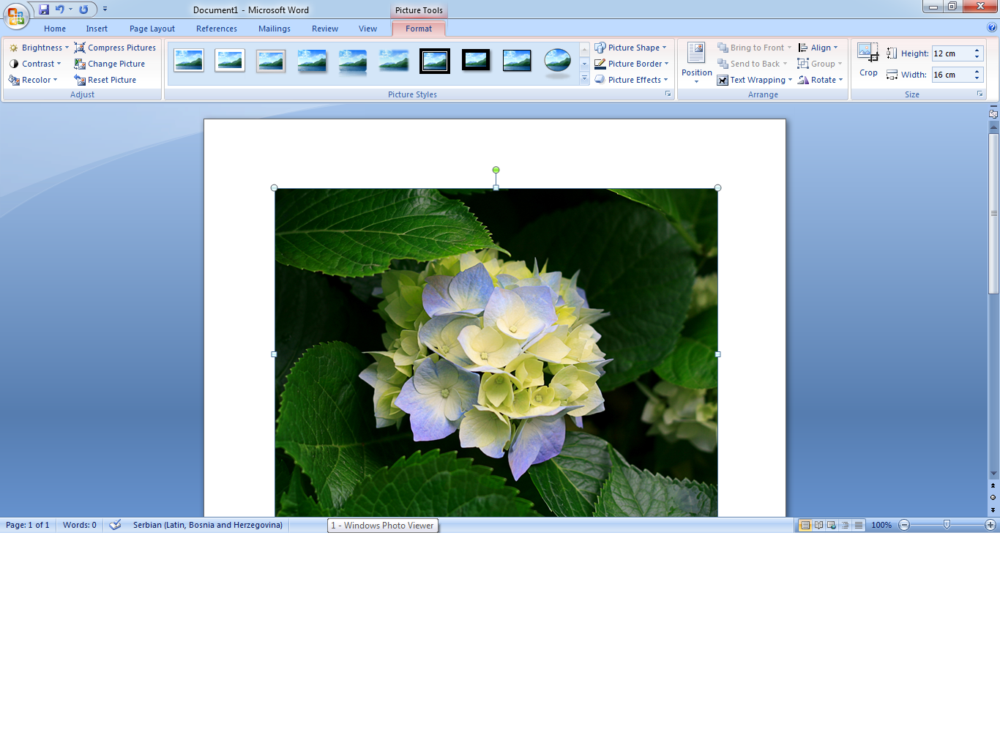 Document1 - Microsoft Word
Picture Tools
Home Insert Page Layout References Mailings Review View Format
Brightness
Compress Pictures
Contrast
Change Picture
Recolor
Reset Picture
Adjust
Picture Styles
Picture Shape
Picture Border
Picture Effects
Position
Bring to Front
Send to Back
Text Wrapping
Align
Group
Rotate
Arrange
Crop
Height: 12 cm
Width: 16 cm
Size
Page: 1 of 1
Words: 0
Serbian (Latin, Bosnia and Herzegovina)
1 - Windows Photo Viewer
100%